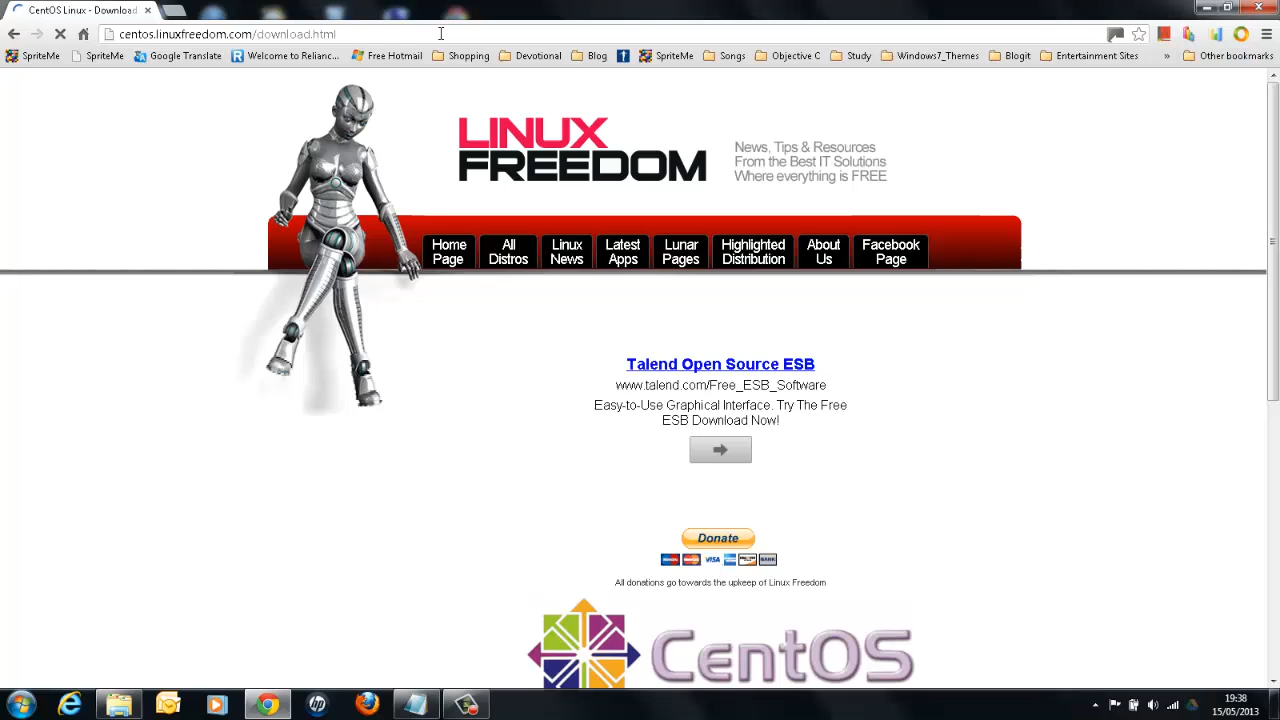 CentOS Linux - Download
centos.linuxfreedom.com/download.html
SpriteMe
SpriteMe
Google Translate
Welcome to Relianc...
Free Hotmail
Shopping
Devotional
Blog
SpriteMe
Songs
Objective C
Study
Windows7_Themes
Blogit
Entertainment Sites
»
Other bookmarks
LINUX
FREEDOM
News, Tips & Resources
From the Best IT Solutions
Where everything is FREE
Home
Page
All
Distros
Linux
News
Latest
Apps
Lunar
Pages
Highlighted
Distribution
About
Us
Facebook
Page
Talend Open Source ESB
www.talend.com/Free_ESB_Software
Easy-to-Use Graphical Interface. Try The Free
ESB Download Now!
Donate
VISA
BANK
All donations go towards the upkeep of Linux Freedom
CentOS
19:38
15/05/2013